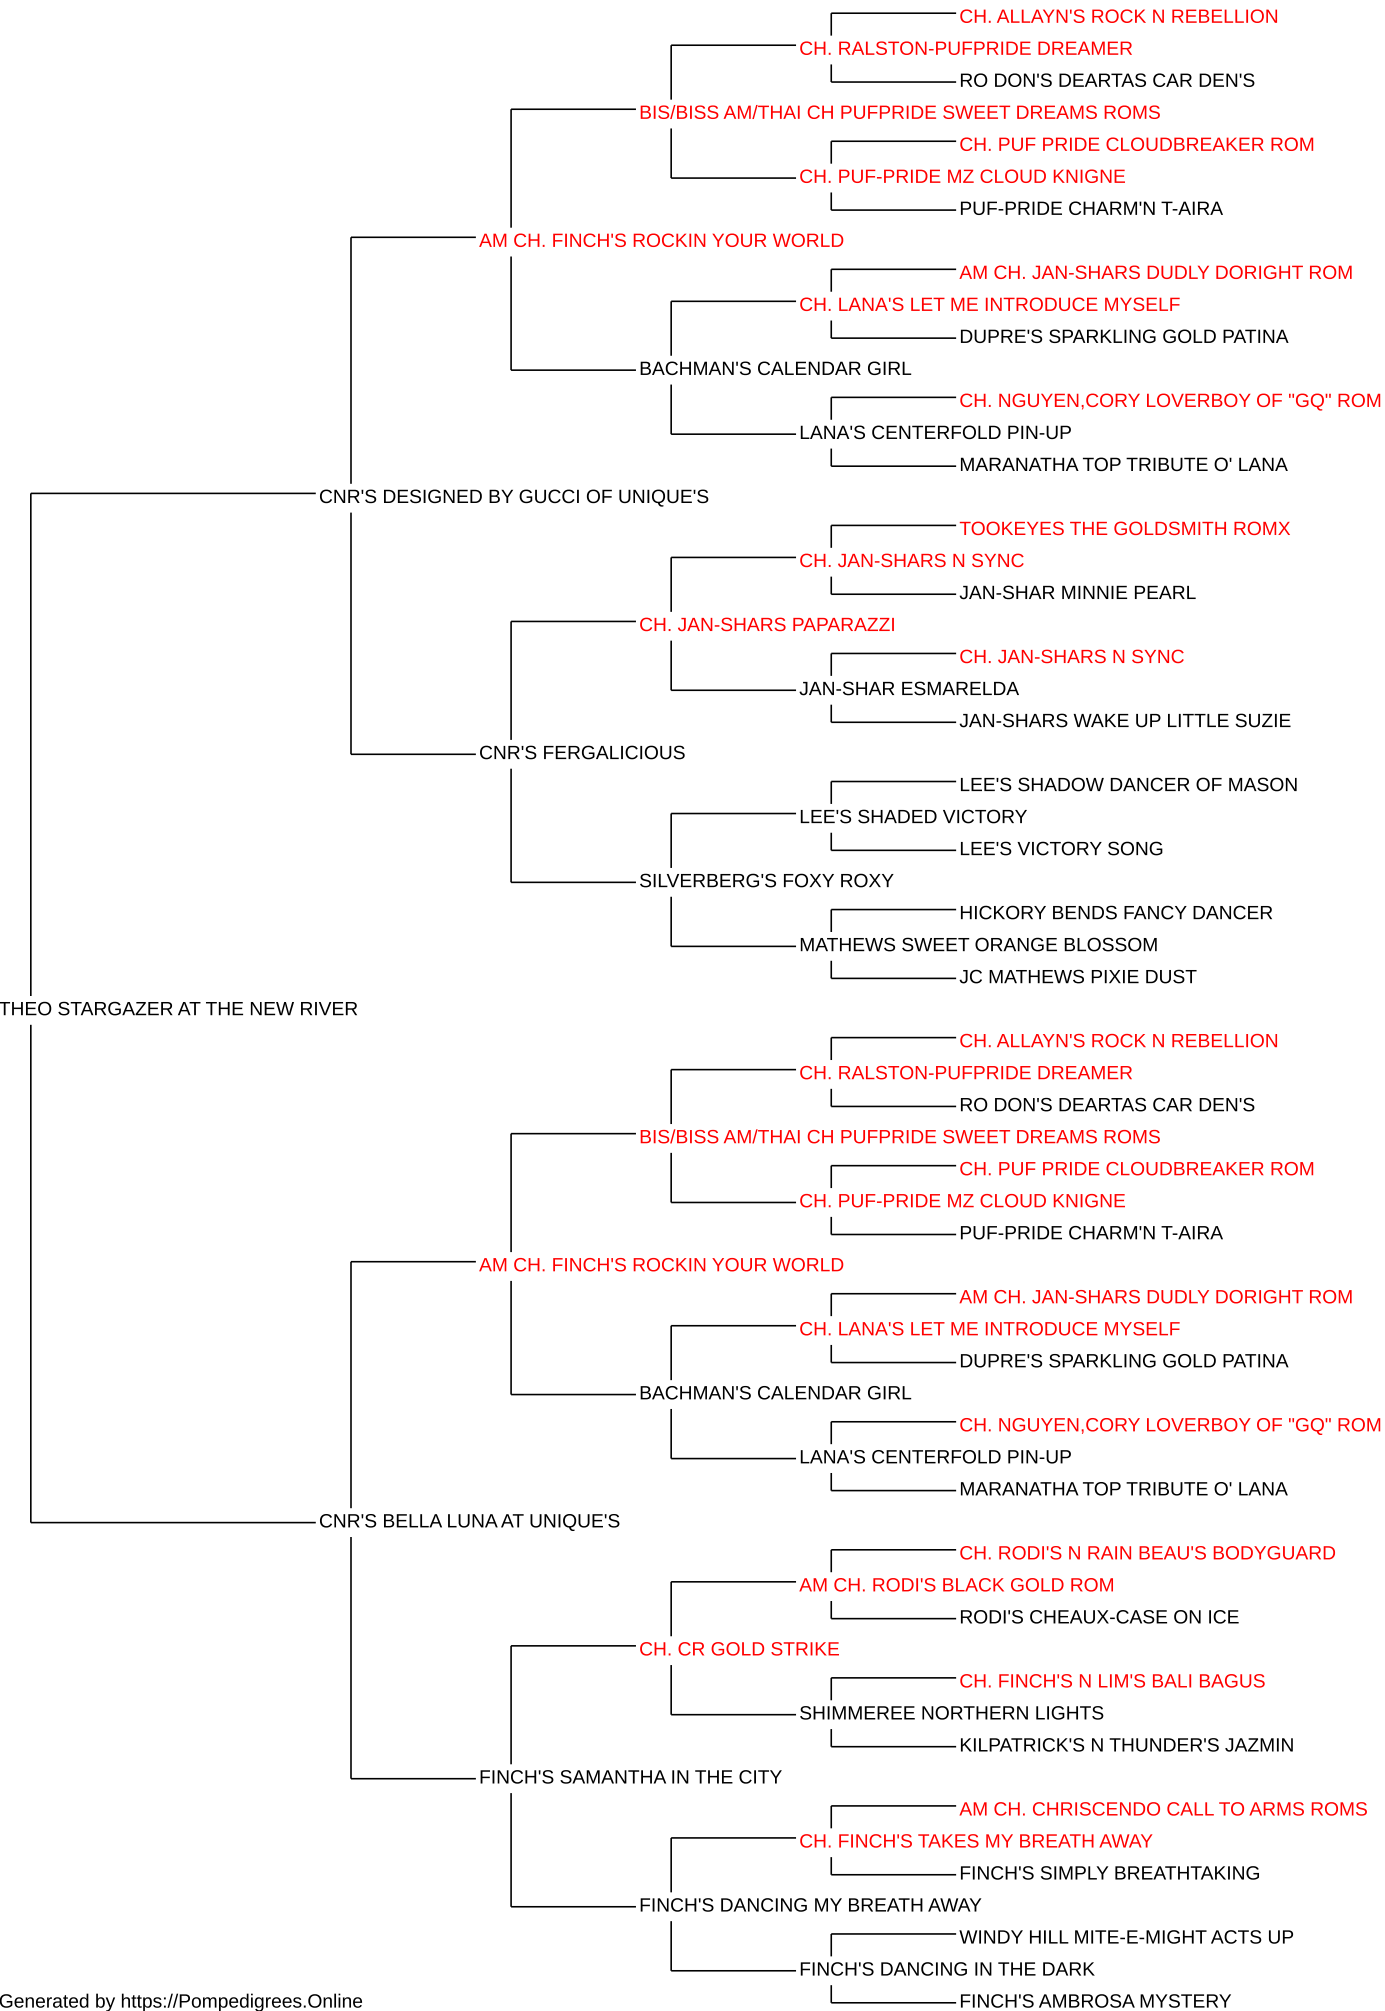 CH. ALLAYN'S ROCK N REBELLION
CH. RALSTON-PUFPRIDE DREAMER
RO DON'S DEARTAS CAR DEN'S
BIS/BISS AM/THAI CH PUFPRIDE SWEET DREAMS ROMS
CH. PUF PRIDE CLOUDBREAKER ROM
CH. PUF-PRIDE MZ CLOUD KNIGNE
PUF-PRIDE CHARM'N T-AIRA
AM CH. FINCH'S ROCKIN YOUR WORLD
AM CH. JAN-SHARS DUDLY DORIGHT ROM
CH. LANA'S LET ME INTRODUCE MYSELF
DUPRE'S SPARKLING GOLD PATINA
BACHMAN'S CALENDAR GIRL
CH. NGUYEN,CORY LOVERBOY OF "GQ" ROM
LANA'S CENTERFOLD PIN-UP
MARANATHA TOP TRIBUTE O' LANA
CNR'S DESIGNED BY GUCCI OF UNIQUE'S
TOOKEYES THE GOLDSMITH ROMX
CH. JAN-SHARS N SYNC
JAN-SHAR MINNIE PEARL
CH. JAN-SHARS PAPARAZZI
CH. JAN-SHARS N SYNC
JAN-SHAR ESMARELDA
JAN-SHARS WAKE UP LITTLE SUZIE
CNR'S FERGALICIOUS
LEE'S SHADOW DANCER OF MASON
LEE'S SHADED VICTORY
LEE'S VICTORY SONG
SILVERBERG'S FOXY ROXY
HICKORY BENDS FANCY DANCER
MATHEWS SWEET ORANGE BLOSSOM
JC MATHEWS PIXIE DUST
THEO STARGAZER AT THE NEW RIVER
CH. ALLAYN'S ROCK N REBELLION
CH. RALSTON-PUFPRIDE DREAMER
RO DON'S DEARTAS CAR DEN'S
BIS/BISS AM/THAI CH PUFPRIDE SWEET DREAMS ROMS
CH. PUF PRIDE CLOUDBREAKER ROM
CH. PUF-PRIDE MZ CLOUD KNIGNE
PUF-PRIDE CHARM'N T-AIRA
AM CH. FINCH'S ROCKIN YOUR WORLD
AM CH. JAN-SHARS DUDLY DORIGHT ROM
CH. LANA'S LET ME INTRODUCE MYSELF
DUPRE'S SPARKLING GOLD PATINA
BACHMAN'S CALENDAR GIRL
CH. NGUYEN,CORY LOVERBOY OF "GQ" ROM
LANA'S CENTERFOLD PIN-UP
MARANATHA TOP TRIBUTE O' LANA
CNR'S BELLA LUNA AT UNIQUE'S
CH. RODI'S N RAIN BEAU'S BODYGUARD
AM CH. RODI'S BLACK GOLD ROM
RODI'S CHEAUX-CASE ON ICE
CH. CR GOLD STRIKE
CH. FINCH'S N LIM'S BALI BAGUS
SHIMMEREE NORTHERN LIGHTS
KILPATRICK'S N THUNDER'S JAZMIN
FINCH'S SAMANTHA IN THE CITY
AM CH. CHRISCENDO CALL TO ARMS ROMS
CH. FINCH'S TAKES MY BREATH AWAY
FINCH'S SIMPLY BREATHTAKING
FINCH'S DANCING MY BREATH AWAY
WINDY HILL MITE-E-MIGHT ACTS UP
FINCH'S DANCING IN THE DARK
FINCH'S AMBROSA MYSTERY
Generated by https://Pompedigrees.Online